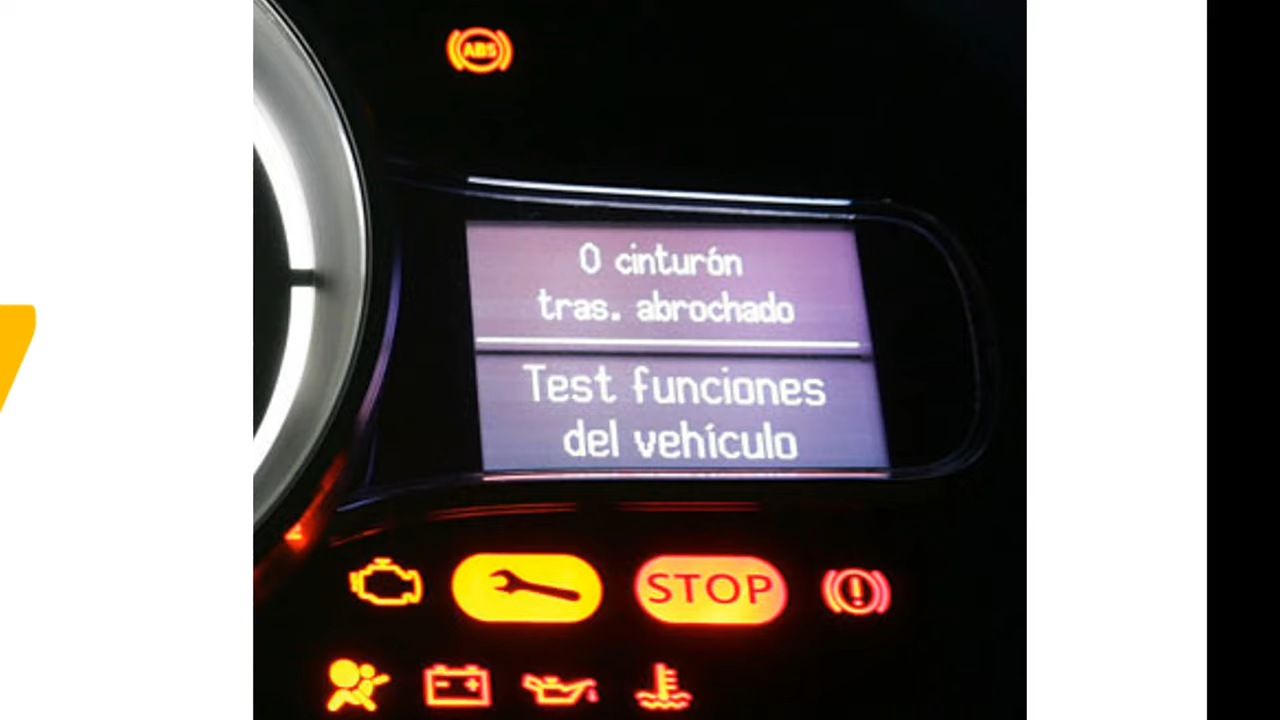 ABS
0 cinturón
tras. abrochado
Test funciones
del vehículo
STOP